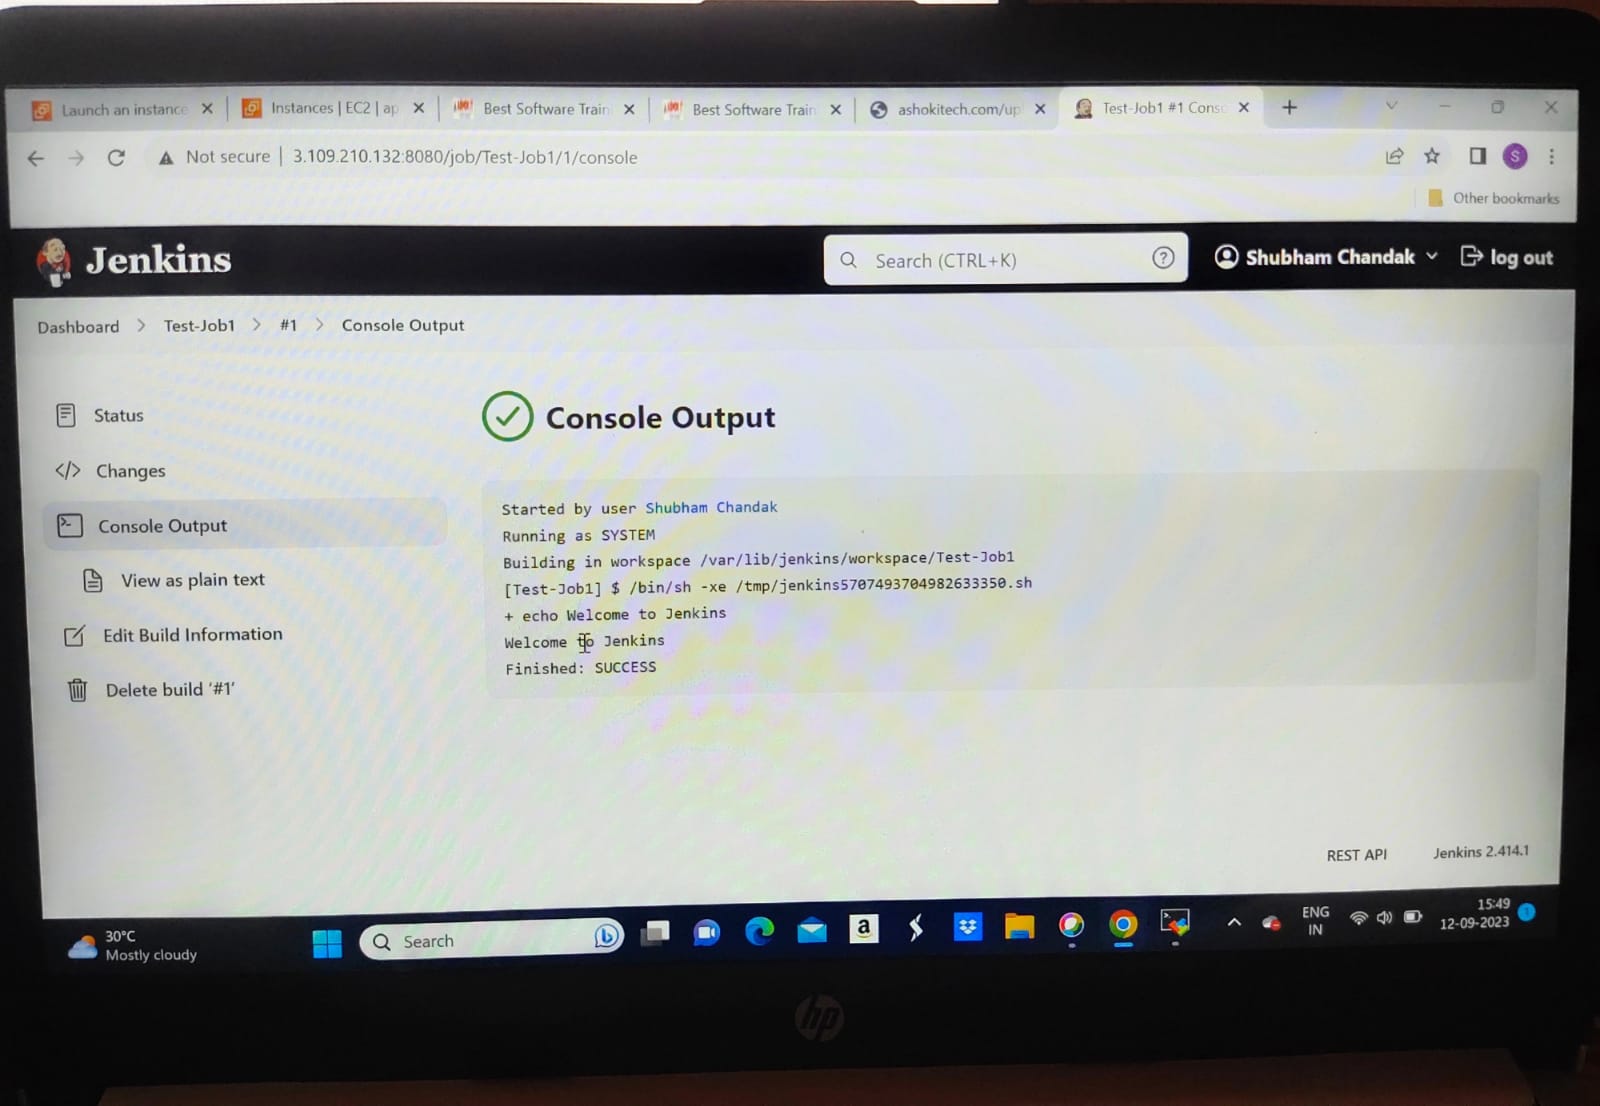 Launch an instance
Instances | EC2 | ap
Best Software Train
Best Software Train
ashokitech.com/up
Test-Job1 #1 Conso
Not secure
3.109.210.132:8080/job/Test-Job1/1/console
S
Other bookmarks
Jenkins
Search (CTRL+K)
Shubham Chandak
log out
Dashboard > Test-Job1 > #1 > Console Output
Status
Changes
Console Output
View as plain text
Edit Build Information
Delete build '#1'
Console Output
Started by user Shubham Chandak
Running as SYSTEM
Building in workspace /var/lib/jenkins/workspace/Test-Job1
[Test-Job1] $ /bin/sh -xe /tmp/jenkins5707493704982633350.sh
+ echo Welcome to Jenkins
Welcome to Jenkins
Finished: SUCCESS
REST API
Jenkins 2.414.1
30°C
Mostly cloudy
Search
ENG
IN
15:49
12-09-2023
hp